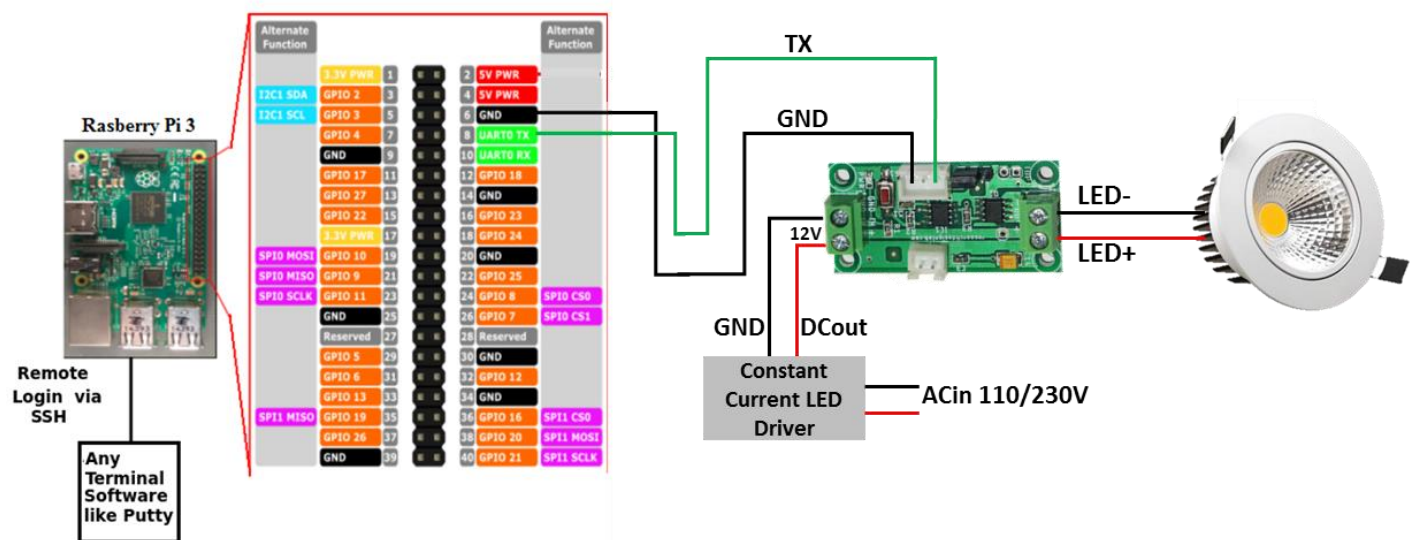 Alternate
Function
Alternate
Function
3.3V PWR 1 2 5V PWR
I2C1 SDA GPIO 2 3 4 5V PWR
I2C1 SCL GPIO 3 5 6 GND
GPIO 4 7 8 UART0 TX
GND 9 10 UART0 RX
GPIO 17 11 12 GPIO 18
GPIO 27 13 14 GND
GPIO 22 15 16 GPIO 23
3.3V PWR 17 18 GPIO 24
SPI0 MOSI GPIO 10 19 20 GND
SPI0 MISO GPIO 9 21 22 GPIO 25
SPI0 SCLK GPIO 11 23 24 GPIO 8 SPI0 CS0
GND 25 26 GPIO 7 SPI0 CS1
Reserved 27 28 Reserved
GPIO 5 29 30 GND
GPIO 6 31 32 GPIO 12
GPIO 13 33 34 GND
SPI1 MISO GPIO 19 35 36 GPIO 16 SPI1 CS0
GPIO 26 37 38 GPIO 20 SPI1 MOSI
GND 39 40 GPIO 21 SPI1 SCLK
Rasberry Pi 3
Remote
Login via
SSH
Any
Terminal
Software
like Putty
TX
GND
12V
LED-
LED+
GND
DCout
Constant
Current LED
Driver
ACin 110/230V